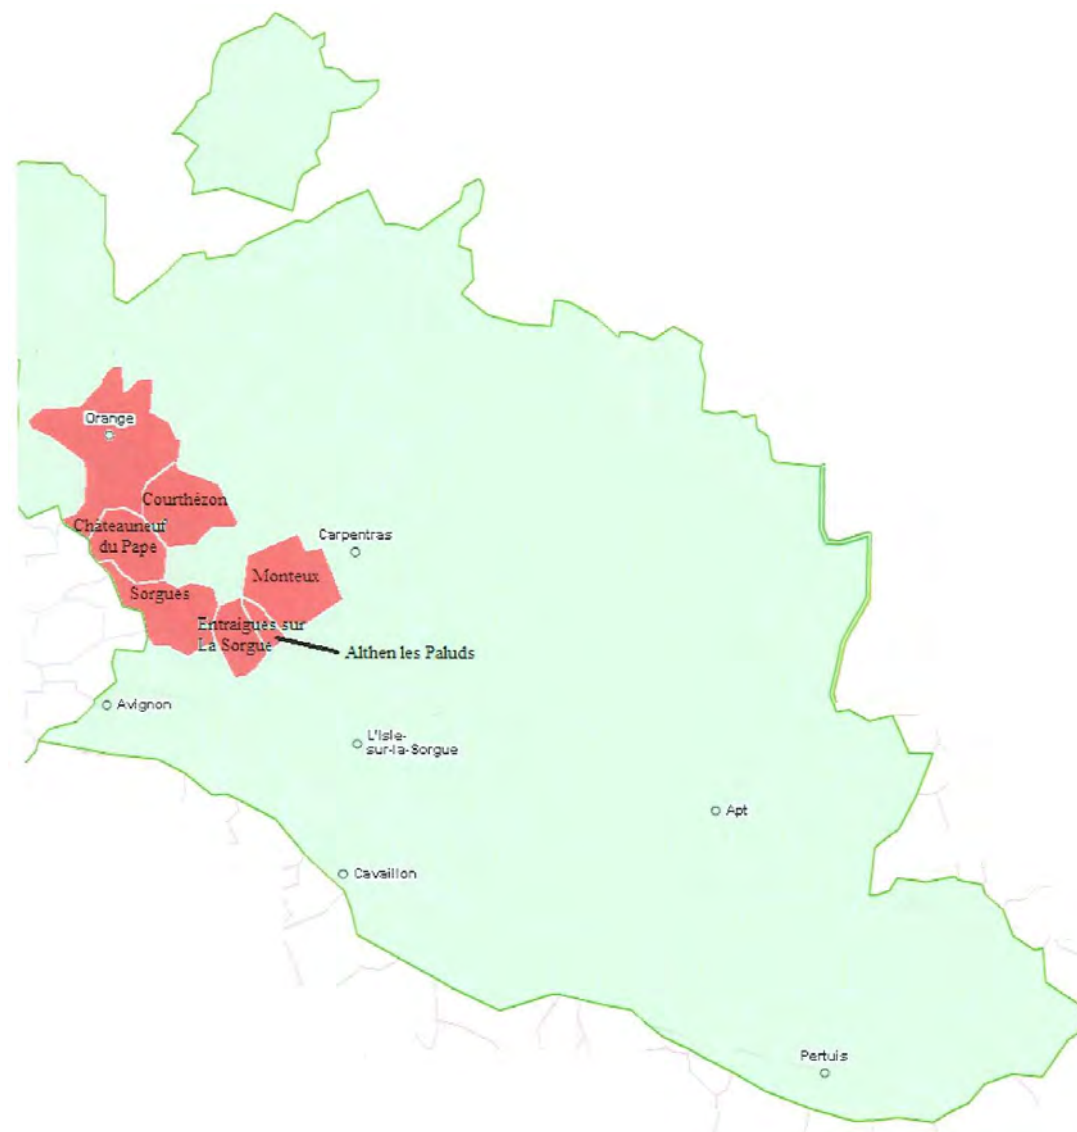 Orange
Courthézon
Châteauneuf
du Pape
Carpentras
Monteux
Sorgues
Entraigues sur
La Sorgue
Althen les Paluds
Avignon
L'Isle-
sur-la-Sorgue
Apt
Cavaillon
Pertuis